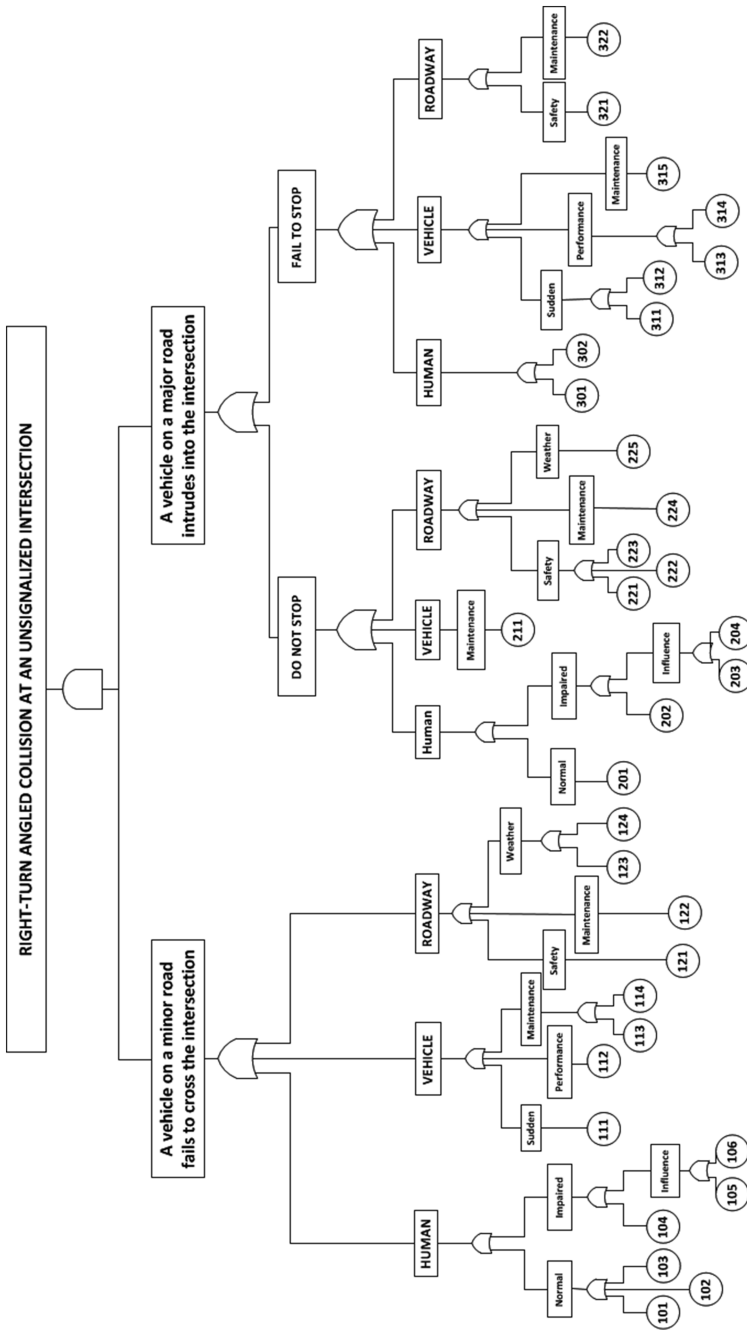 RIGHT-TURN ANGLED COLLISION AT AN UNSIGNALIZED INTERSECTION
A vehicle on a minor road
fails to cross the intersection
A vehicle on a major road
intrudes into the intersection
DO NOT STOP
FAIL TO STOP
HUMAN
VEHICLE
ROADWAY
Human
VEHICLE
ROADWAY
HUMAN
VEHICLE
ROADWAY
Normal
Impaired
Sudden
Performance
Maintenance
Safety
Maintenance
Weather
Normal
Impaired
Maintenance
Safety
Maintenance
Weather
Sudden
Performance
Maintenance
Safety
Maintenance
Influence
Influence
101
102
103
104
105
106
111
112
113
114
121
122
123
124
201
202
203
204
211
221
222
223
224
225
301
302
311
312
313
314
315
321
322